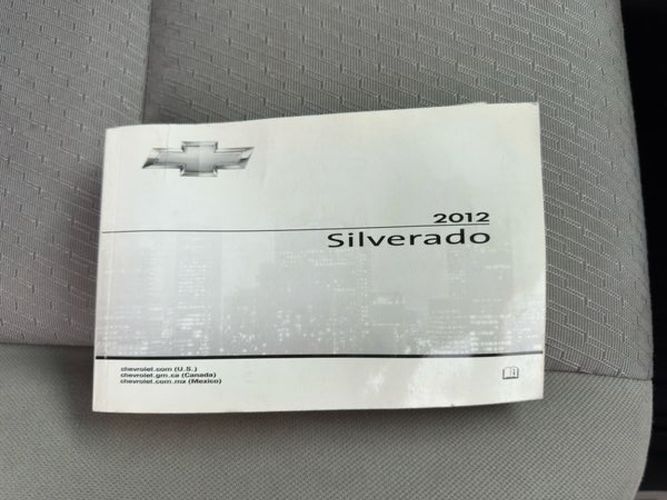 2012
Silverado
chevrolet.com (U.S.)
chevrolet.gm.ca (Canada)
chevrolet.com.mx (Mexico)